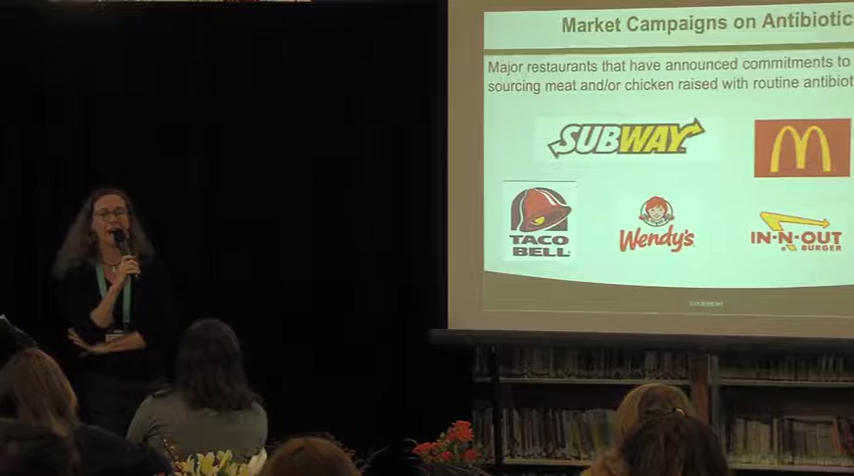 Market Campaigns on Antibiotic
Major restaurants that have announced commitments to
sourcing meat and/or chicken raised with routine antibiot
SUBWAY
TACO
BELL
Wendy's
IN-N-OUT
BURGER